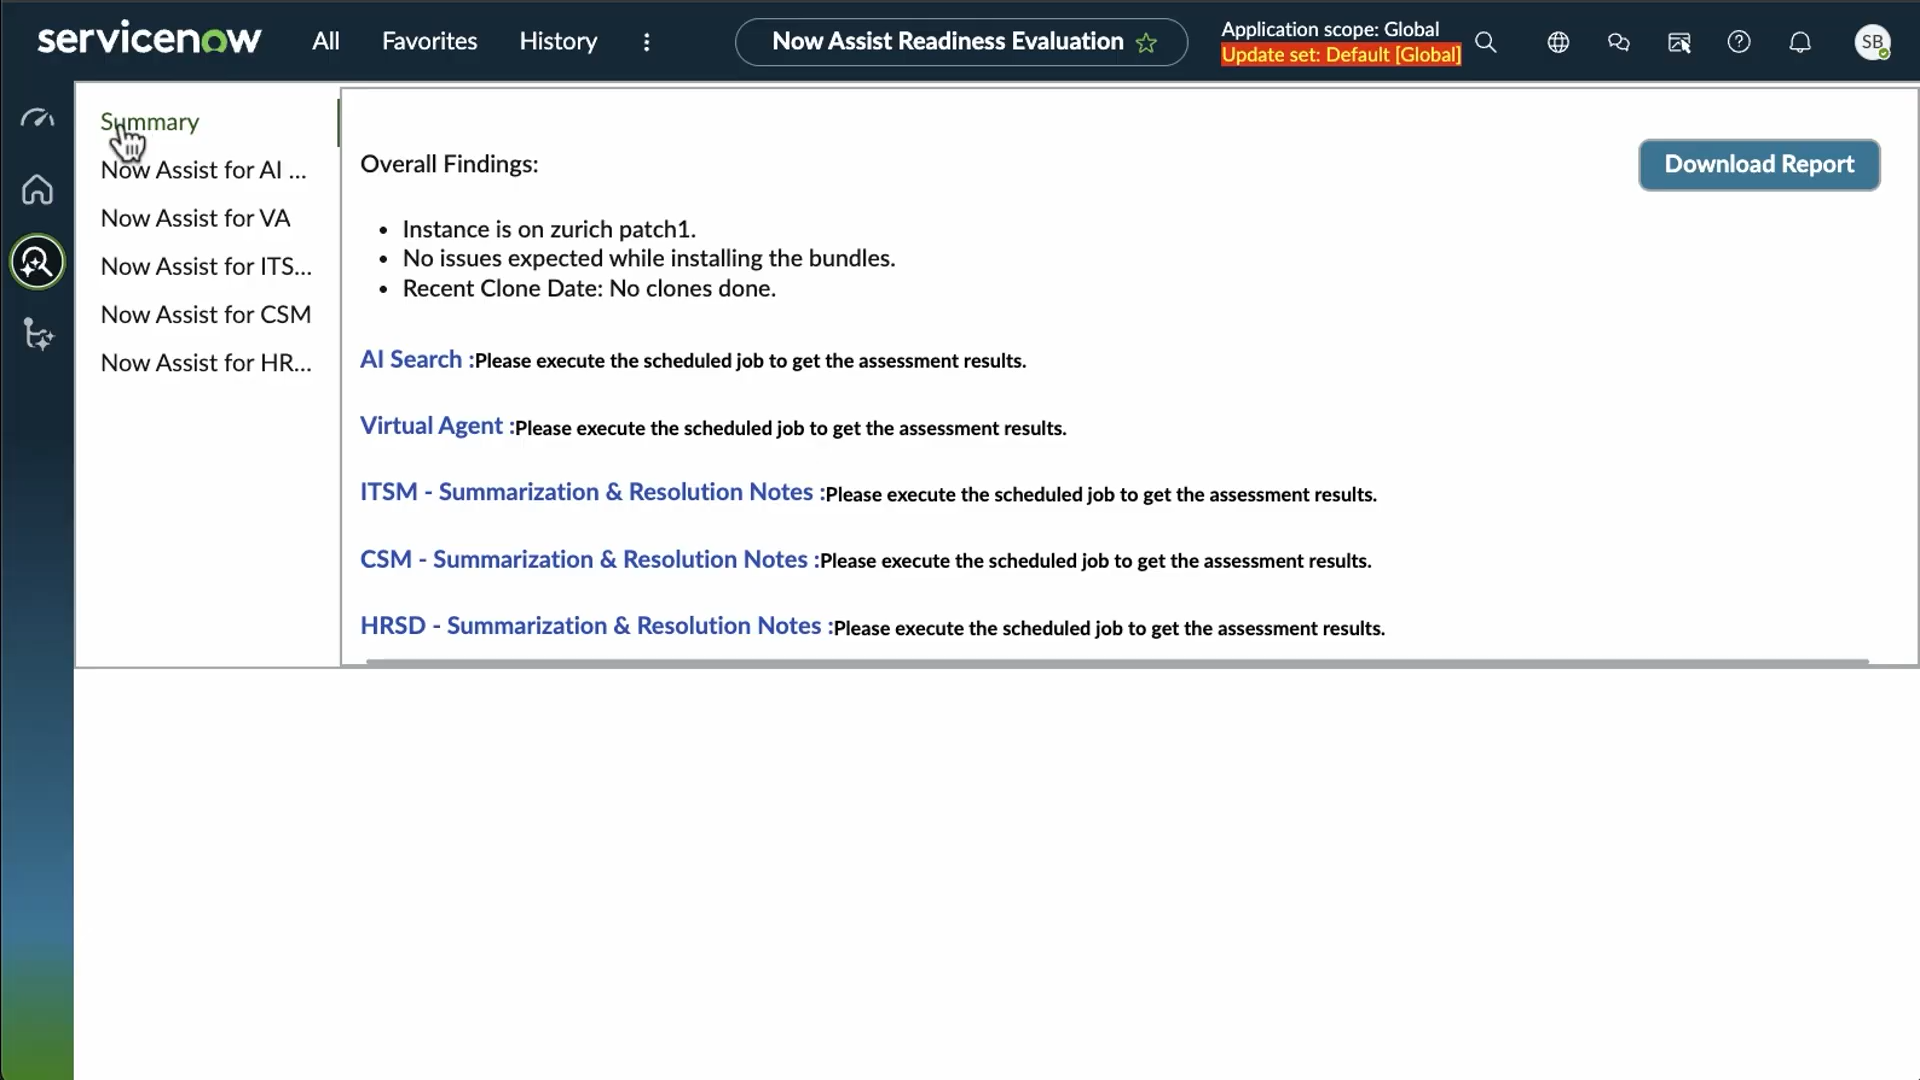 servicenow
All
Favorites
History
Now Assist Readiness Evaluation
Application scope: Global
Update set: Default [Global]
SB
Summary
Now Assist for AI ...
Now Assist for VA
Now Assist for ITS...
Now Assist for CSM
Now Assist for HR...
Overall Findings:
Download Report
• Instance is on zurich patch1.
• No issues expected while installing the bundles.
• Recent Clone Date: No clones done.
AI Search :Please execute the scheduled job to get the assessment results.
Virtual Agent :Please execute the scheduled job to get the assessment results.
ITSM - Summarization & Resolution Notes :Please execute the scheduled job to get the assessment results.
CSM - Summarization & Resolution Notes :Please execute the scheduled job to get the assessment results.
HRSD - Summarization & Resolution Notes :Please execute the scheduled job to get the assessment results.